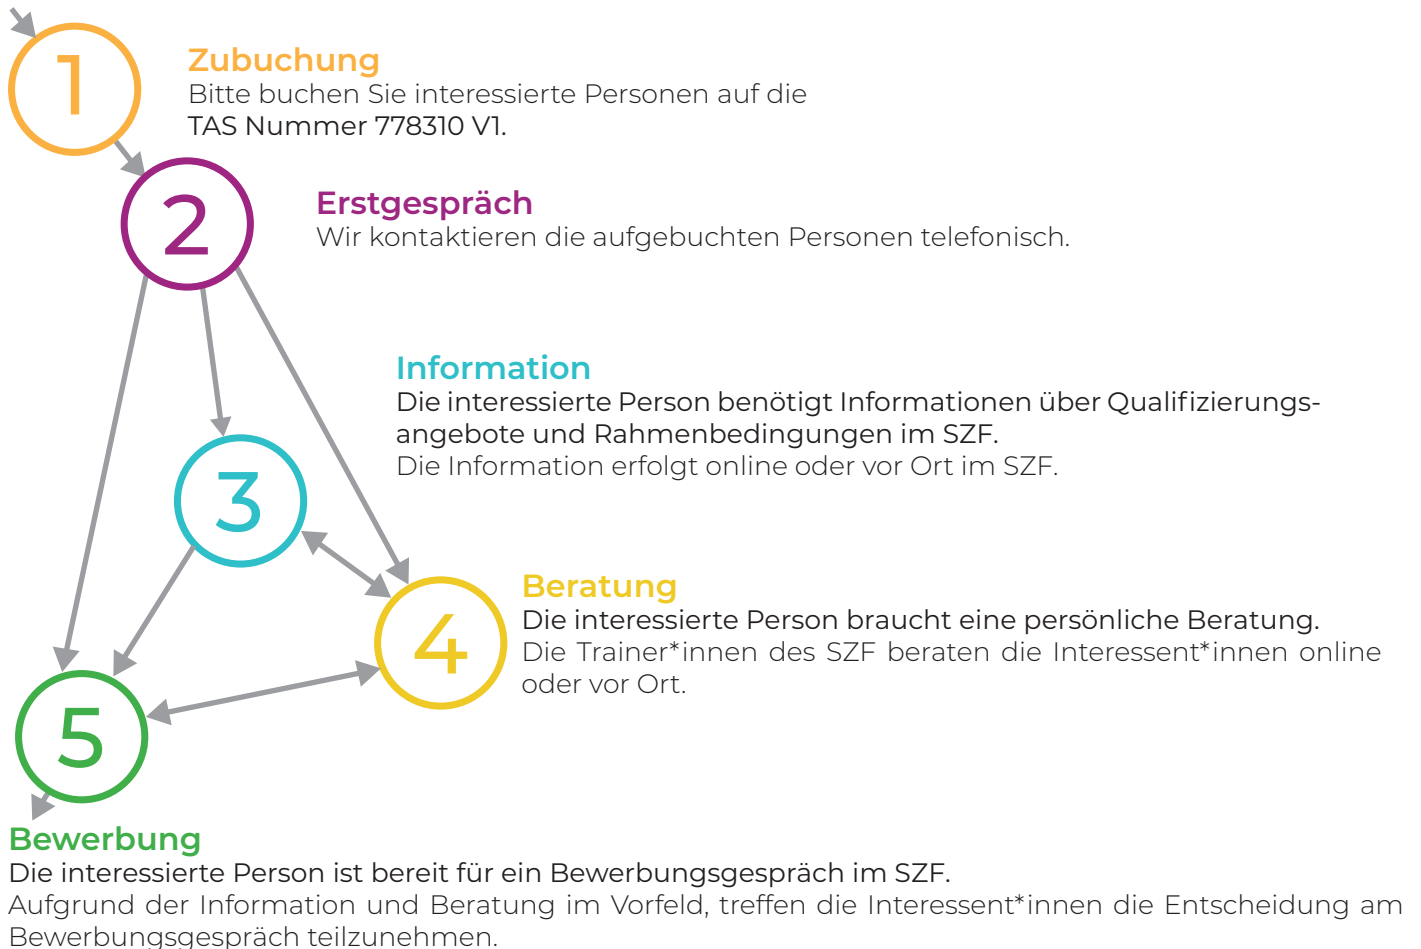 1
Zubuchung
Bitte buchen Sie interessierte Personen auf die
TAS Nummer 778310 V1.
2
Erstgespräch
Wir kontaktieren die aufgebuchten Personen telefonisch.
Information
Die interessierte Person benötigt Informationen über Qualifizierungs-
angebote und Rahmenbedingungen im SZF.
Die Information erfolgt online oder vor Ort im SZF.
3
Beratung
Die interessierte Person braucht eine persönliche Beratung.
Die Trainer*innen des SZF beraten die Interessent*innen online
oder vor Ort.
4
5
Bewerbung
Die interessierte Person ist bereit für ein Bewerbungsgespräch im SZF.
Aufgrund der Information und Beratung im Vorfeld, treffen die Interessent*innen die Entscheidung am
Bewerbungsgespräch teilzunehmen.